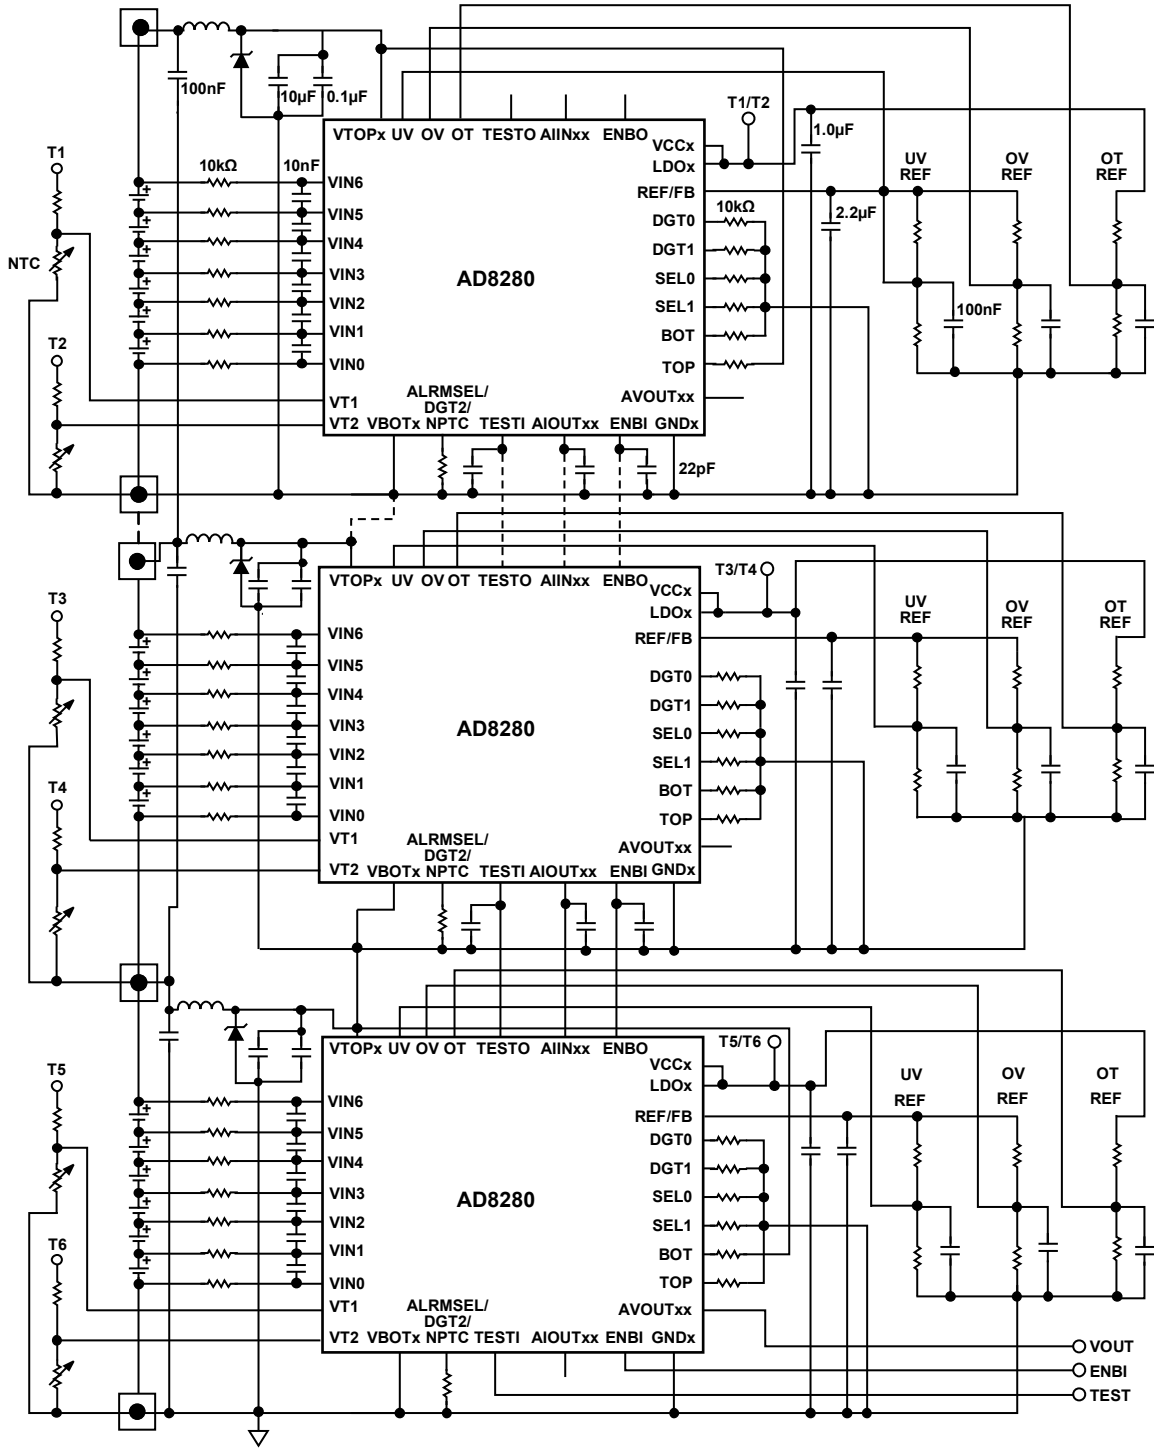 100nF
10µF
0.1µF
VTOPx UV OV OT TESTO AIINxx ENBO
T1/T2
1.0µF
VCCx
LDOx
T1
10kΩ
10nF
VIN6
REF/FB
UV REF
OV REF
OT REF
VIN5
10kΩ
DGT0
2.2µF
VIN4
DGT1
NTC
VIN3
AD8280
SEL0
VIN2
SEL1
100nF
VIN1
BOT
T2
VIN0
TOP
ALRMSEL/
DGT2/
AVOUTxx
VT1
VT2 VBOTx NPTC TESTI AIOUTxx ENBI GNDx
22pF
VTOPx UV OV OT TESTO AIINxx ENBO
T3/T4
VCCx
LDOx
T3
VIN6
REF/FB
UV REF
OV REF
OT REF
VIN5
DGT0
VIN4
DGT1
VIN3
AD8280
SEL0
VIN2
SEL1
VIN1
BOT
T4
VIN0
TOP
ALRMSEL/
DGT2/
AVOUTxx
VT1
VT2 VBOTx NPTC TESTI AIOUTxx ENBI GNDx
VTOPx UV OV OT TESTO AIINxx ENBO
T5/T6
VCCx
LDOx
T5
VIN6
REF/FB
UV REF
OV REF
OT REF
VIN5
DGT0
VIN4
DGT1
VIN3
AD8280
SEL0
VIN2
SEL1
VIN1
BOT
T6
VIN0
TOP
ALRMSEL/
DGT2/
AVOUTxx
VT1
VT2 VBOTx NPTC TESTI AIOUTxx ENBI GNDx
VOUT
ENBI
TEST